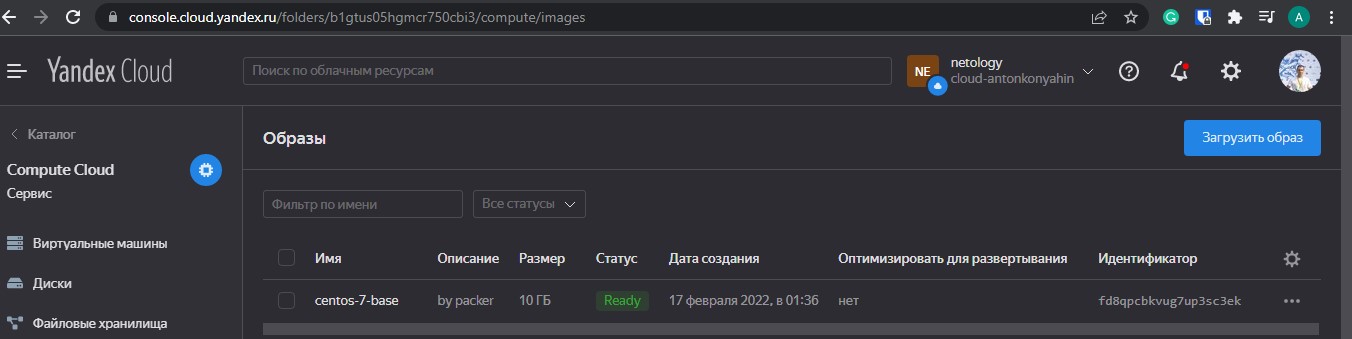 console.cloud.yandex.ru/folders/b1gtus05hgmcr750cbi3/compute/images
A
Yandex Cloud
Поиск по облачным ресурсам
NE
netology
cloud-antonkonyahin
Каталог
Compute Cloud
Сервис
Виртуальные машины
Диски
Файловые хранилища
Образы
Загрузить образ
Фильтр по имени
Все статусы
Имя Описание Размер Статус Дата создания Оптимизировать для развертывания Идентификатор
centos-7-base by packer 10 ГБ Ready 17 февраля 2022, в 01:36 нет fd8qpcbkvug7up3sc3ek